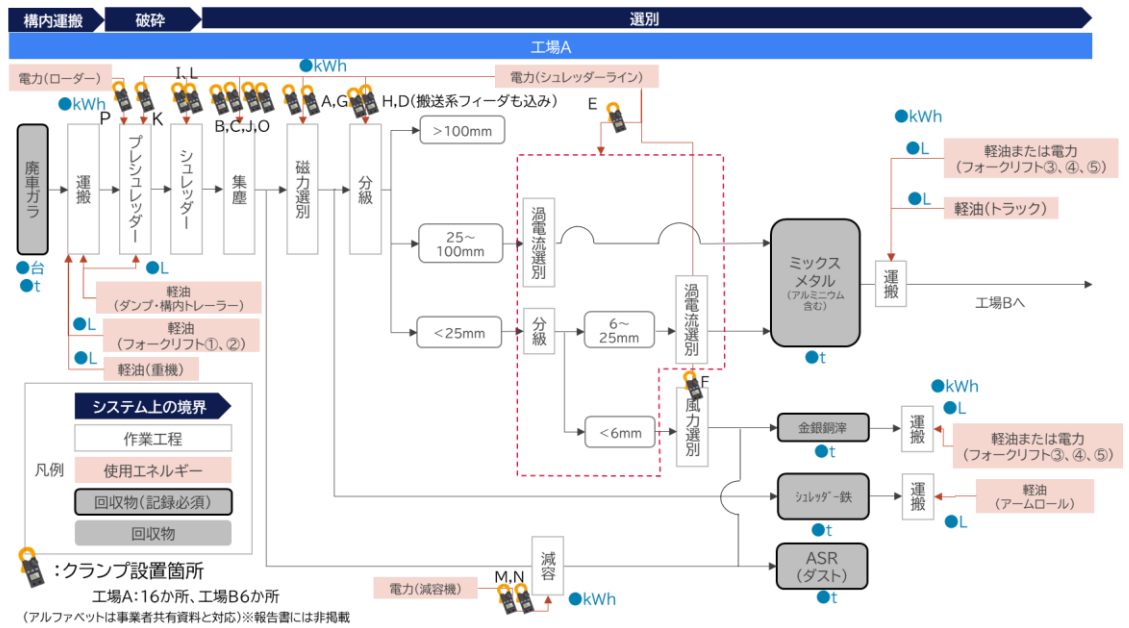 構内運搬
破砕
選別
工場A
電力(ローダー)
I, L
●kWh
電力(シュレッダーライン)
A,G
H,D(搬送系フィーダも込み)
E
●kWh
P
K
B,C,J,O
●kWh
>100mm
●L
軽油または電力
(フォークリフト③、④、⑤)
廃車ガラ
運搬
プレシュレッダー
シュレッダー
集塵
磁力選別
分級
●L
軽油(トラック)
25~
100mm
渦電流選別
ミックス
メタル
(アルミニウム
含む)
運搬
工場Bへ
●台
●t
●L
軽油
(ダンプ・構内トレーラー)
●L
軽油
(フォークリフト①、②)
●L
軽油(重機)
<25mm
分級
6~
25mm
渦電流選別
●t
F
<6mm
風力選別
金銀銅滓
●t
運搬
●kWh
●L
軽油または電力
(フォークリフト③、④、⑤)
シュレッダー鉄
●t
運搬
軽油
(アームロール)
●L
ASR
(ダスト)
●t
減容
M,N
電力(減容機)
●kWh
凡例
システム上の境界
作業工程
使用エネルギー
回収物(記録必須)
回収物
:クランプ設置箇所
工場A:16か所、工場B6か所
(アルファベットは事業者共有資料と対応)※報告書には非掲載